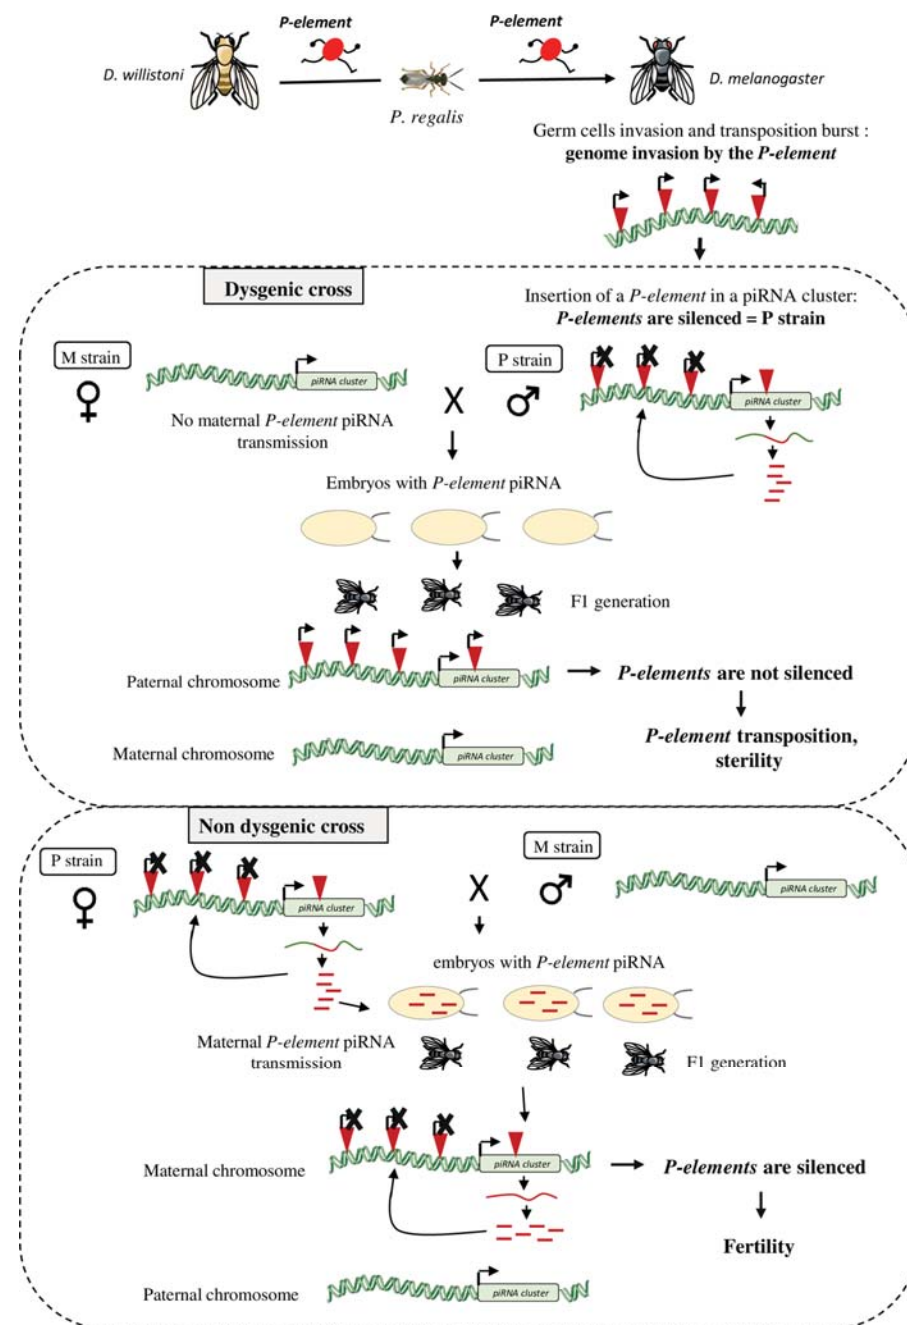 P-element
P-element
D. willistoni
D. melanogaster
P. regalis
Germ cells invasion and transposition burst :
genome invasion by the P-element
Dysgenic cross
Insertion of a P-element in a piRNA cluster:
P-elements are silenced = P strain
M strain
P strain
piRNA cluster
piRNA cluster
X
No maternal P-element piRNA
transmission
Embryos with P-element piRNA
F1 generation
Paternal chromosome
piRNA cluster
P-elements are not silenced
Maternal chromosome
piRNA cluster
P-element transposition,
sterility
Non dysgenic cross
P strain
M strain
piRNA cluster
X
piRNA cluster
embryos with P-element piRNA
Maternal P-element piRNA
transmission
F1 generation
Maternal chromosome
piRNA cluster
P-elements are silenced
Fertility
Paternal chromosome
piRNA cluster